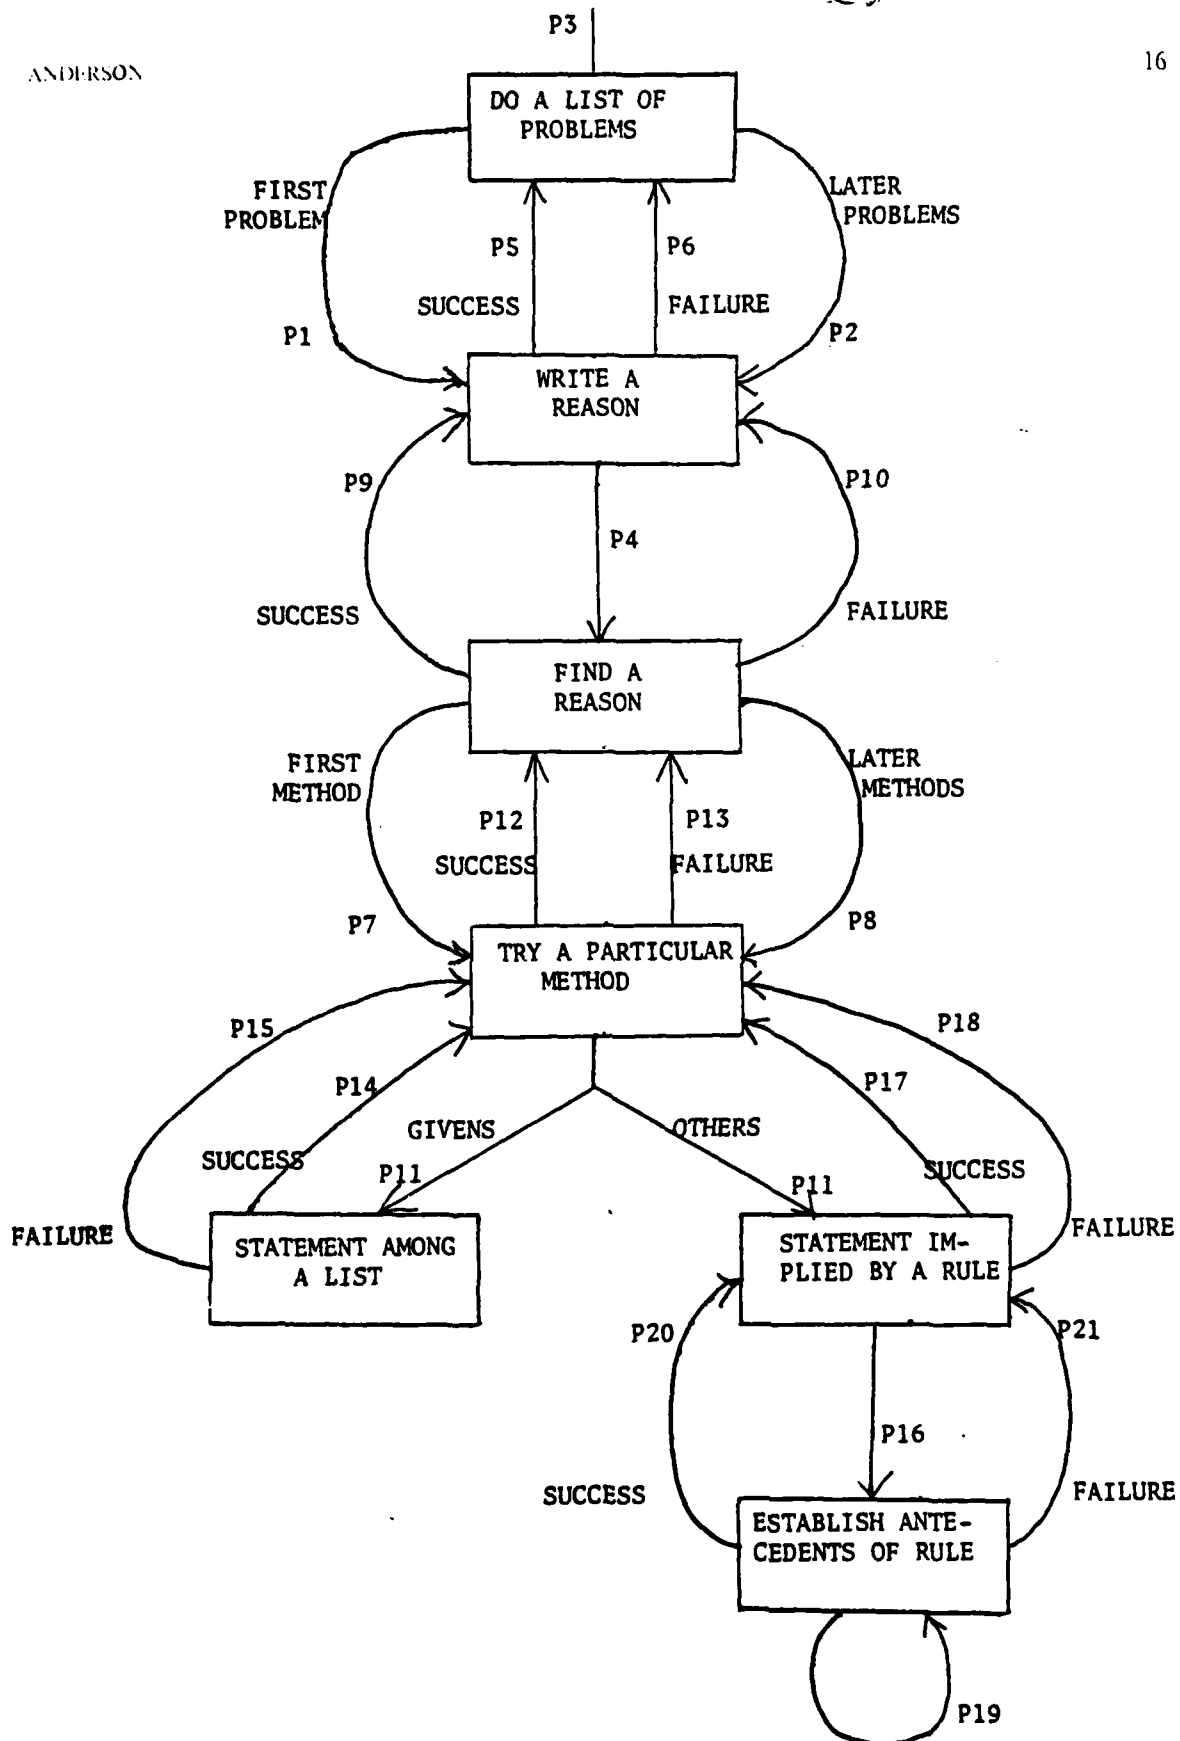 P3
ANDERSON
16
DO A LIST OF
PROBLEMS
FIRST
PROBLEM
LATER
PROBLEMS
P5
P6
SUCCESS
FAILURE
P1
P2
WRITE A
REASON
P9
P10
P4
SUCCESS
FAILURE
FIND A
REASON
FIRST
METHOD
LATER
METHODS
P12
P13
SUCCESS
FAILURE
P7
P8
TRY A PARTICULAR
METHOD
P15
P18
P14
P17
GIVENS
OTHERS
SUCCESS
P11
P11
SUCCESS
FAILURE
FAILURE
STATEMENT AMONG
A LIST
STATEMENT IM-
PLIED BY A RULE
P20
P21
P16
SUCCESS
FAILURE
ESTABLISH ANTE-
CEDENTS OF RULE
P19